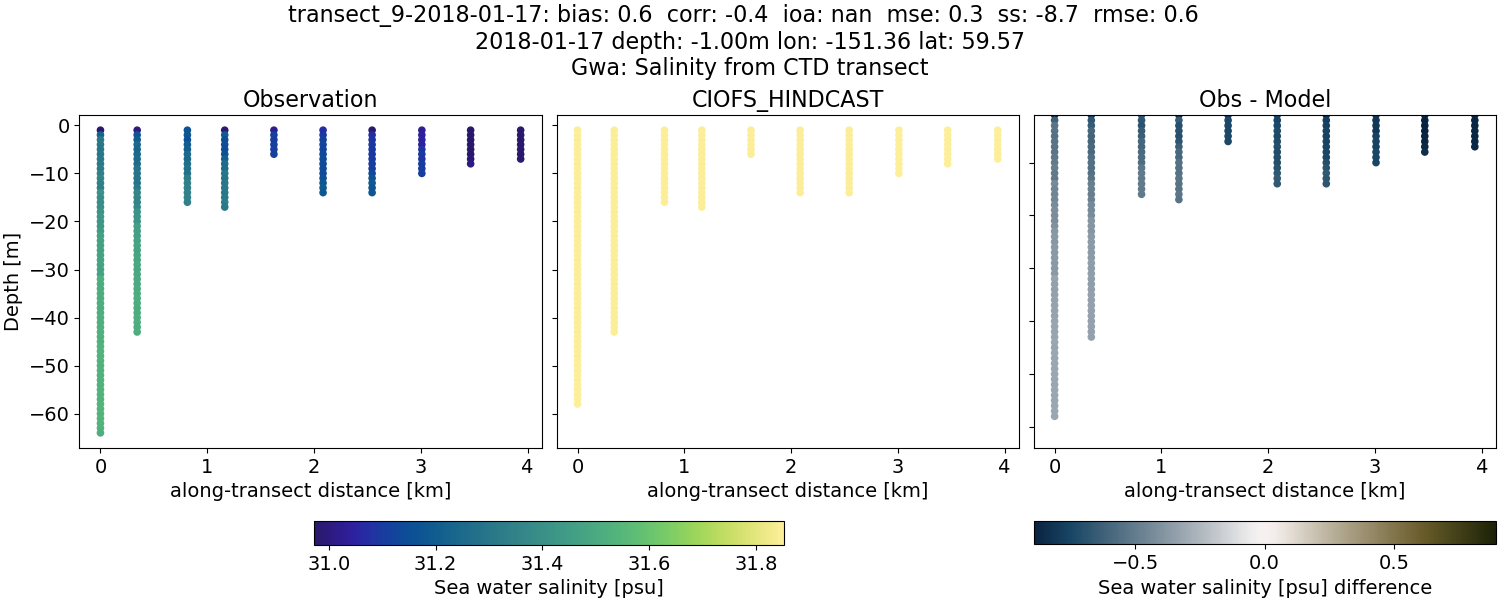 transect_9-2018-01-17: bias: 0.6  corr: -0.4  ioa: nan  mse: 0.3  ss: -8.7  rmse: 0.6
2018-01-17 depth: -1.00m lon: -151.36 lat: 59.57
Gwa: Salinity from CTD transect
Observation
CIOFS_HINDCAST
Obs - Model
Depth [m]
0
−10
−20
−30
−40
−50
−60
0 1 2 3 4
0 1 2 3 4
0 1 2 3 4
along-transect distance [km]
along-transect distance [km]
along-transect distance [km]
31.0 31.2 31.4 31.6 31.8
Sea water salinity [psu]
−0.5 0.0 0.5
Sea water salinity [psu] difference